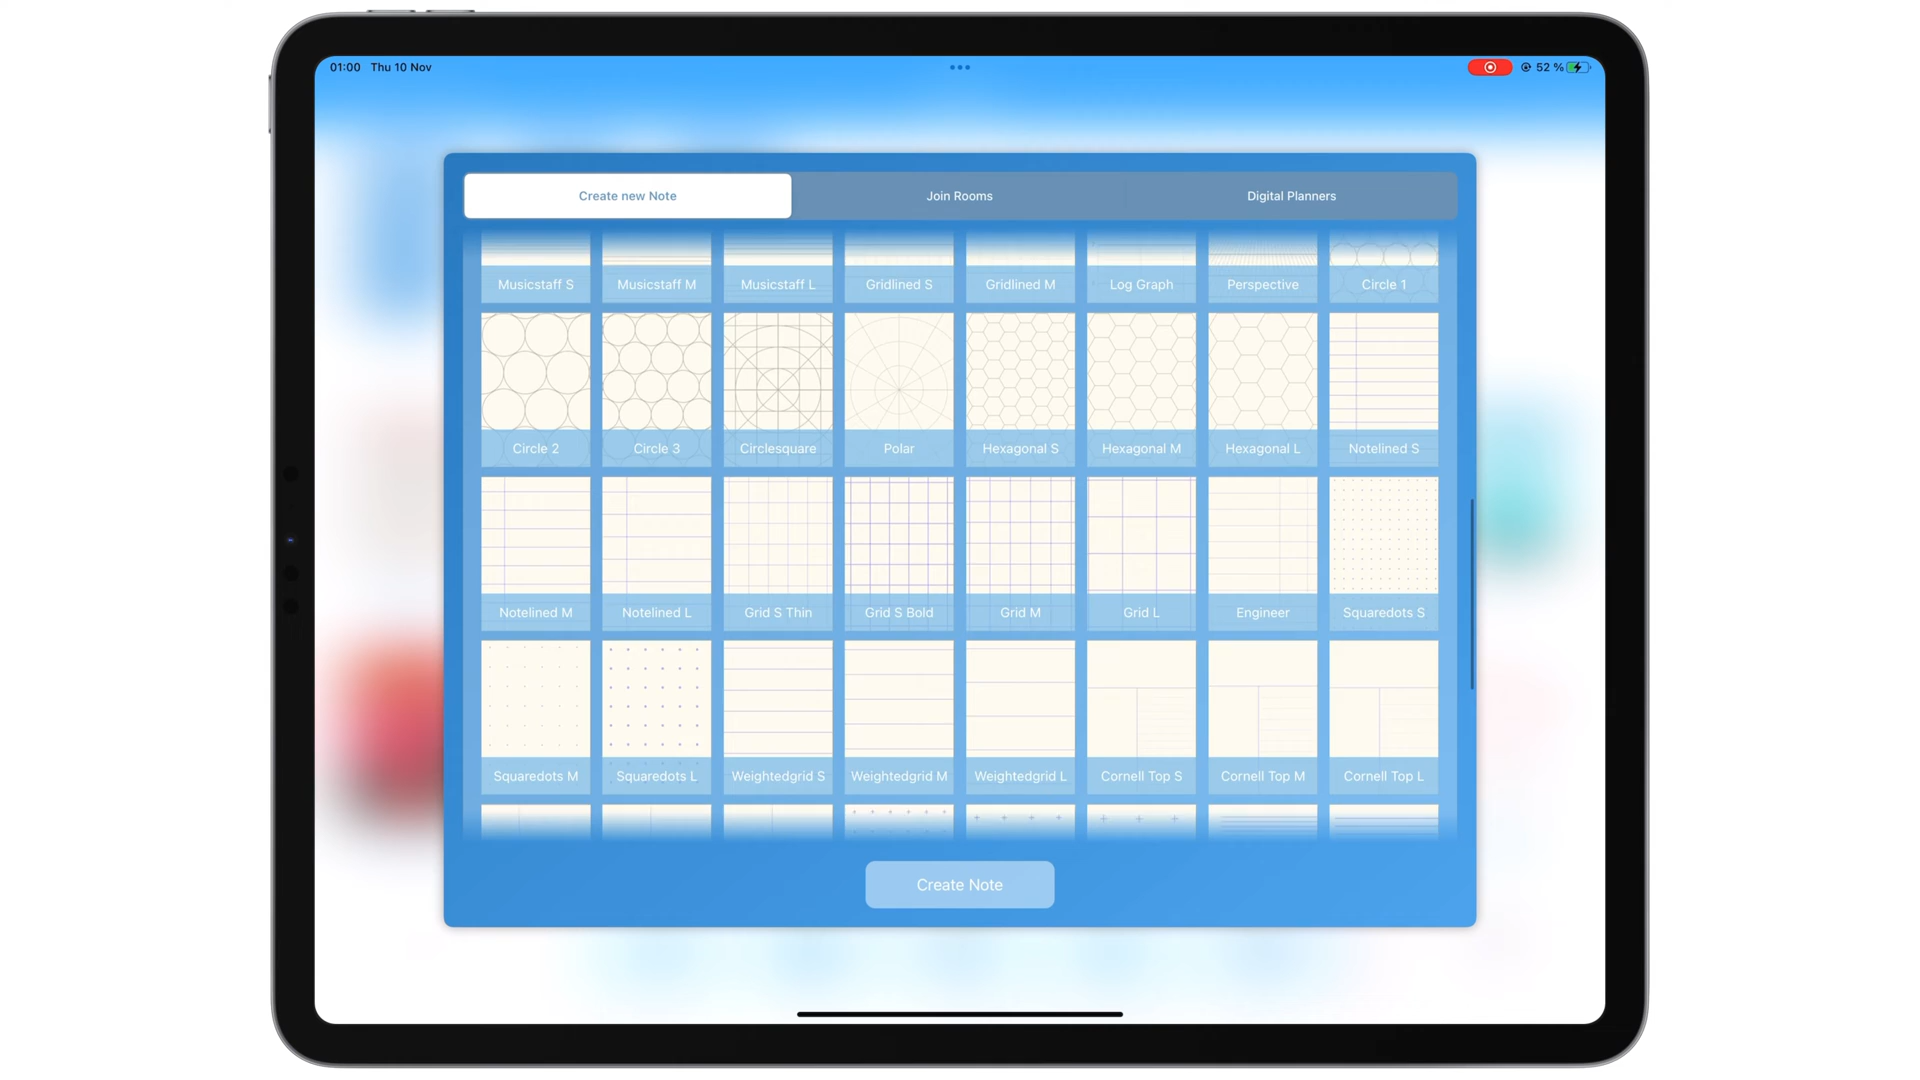 01:00 Thu 10 Nov
52 %
Create new Note
Join Rooms
Digital Planners
Musicstaff S
Musicstaff M
Musicstaff L
Gridlined S
Gridlined M
Log Graph
Perspective
Circle 1
Circle 2
Circle 3
Circlesquare
Polar
Hexagonal S
Hexagonal M
Hexagonal L
Notelined S
Notelined M
Notelined L
Grid S Thin
Grid S Bold
Grid M
Grid L
Engineer
Squaredots S
Squaredots M
Squaredots L
Weightedgrid S
Weightedgrid M
Weightedgrid L
Cornell Top S
Cornell Top M
Cornell Top L
Create Note